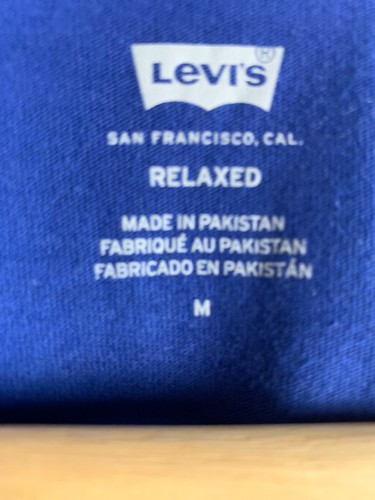 Levi's®
SAN FRANCISCO, CAL.
RELAXED
MADE IN PAKISTAN
FABRIQUÉ AU PAKISTAN
FABRICADO EN PAKISTÁN
M